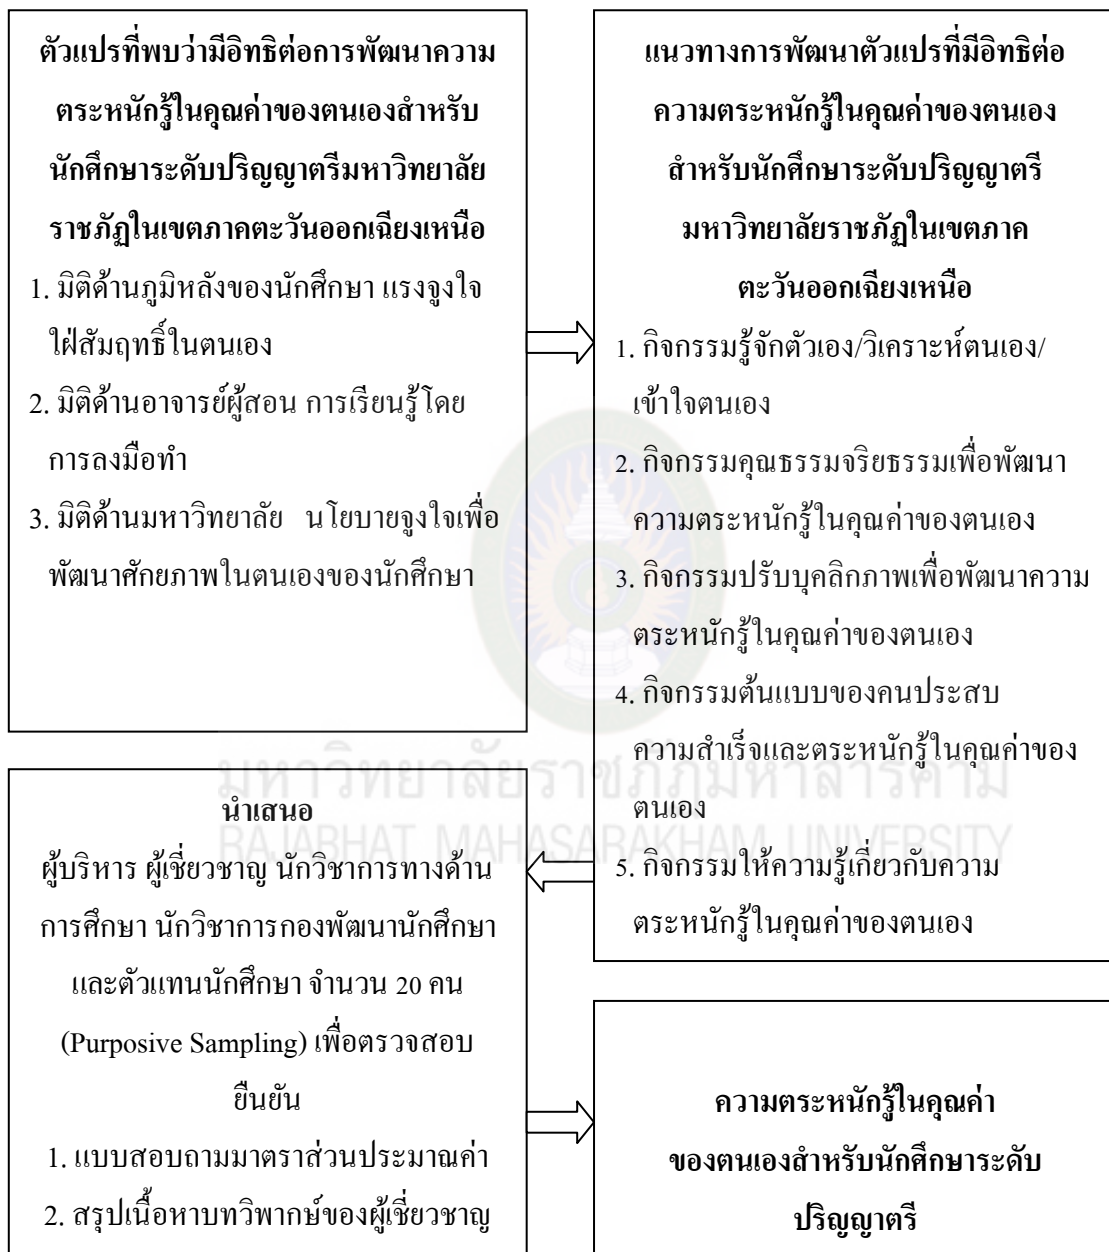 ตัวแปรที่พบว่ามีอิทธิต่อการพัฒนาความ
ตระหนักรู้ในคุณค่าของตนเองสำหรับ
นักศึกษาระดับปริญญาตรีมหาวิทยาลัย
ราชภัฏในเขตภาคตะวันออกเฉียงเหนือ
1. มิติด้านภูมิหลังของนักศึกษา แรงจูงใจ
ใฝ่สัมฤทธิ์ในตนเอง
2. มิติด้านอาจารย์ผู้สอน การเรียนรู้โดย
การลงมือทำ
3. มิติด้านมหาวิทยาลัย นโยบายจูงใจเพื่อ
พัฒนาศักยภาพในตนเองของนักศึกษา
แนวทางการพัฒนาตัวแปรที่มีอิทธิต่อ
ความตระหนักรู้ในคุณค่าของตนเอง
สำหรับนักศึกษาระดับปริญญาตรี
มหาวิทยาลัยราชภัฏในเขตภาค
ตะวันออกเฉียงเหนือ
1. กิจกรรมรู้จักตัวเอง/วิเคราะห์ตนเอง/
เข้าใจตนเอง
2. กิจกรรมคุณธรรมจริยธรรมเพื่อพัฒนา
ความตระหนักรู้ในคุณค่าของตนเอง
3. กิจกรรมปรับบุคลิกภาพเพื่อพัฒนาความ
ตระหนักรู้ในคุณค่าของตนเอง
4. กิจกรรมต้นแบบของคนประสบ
ความสำเร็จและตระหนักรู้ในคุณค่าของ
ตนเอง
5. กิจกรรมให้ความรู้เกี่ยวกับความ
ตระหนักรู้ในคุณค่าของตนเอง
มหาวิทยาลัยราชภัฏมหาสารคาม
RAJABHAT MAHASARAKHAM UNIVERSITY
นำเสนอ
ผู้บริหาร ผู้เชี่ยวชาญ นักวิชาการทางด้าน
การศึกษา นักวิชาการกองพัฒนานักศึกษา
และตัวแทนนักศึกษา จำนวน 20 คน
(Purposive Sampling) เพื่อตรวจสอบ
ยืนยัน
1. แบบสอบถามมาตราส่วนประมาณค่า
2. สรุปเนื้อหาบทวิพากษ์ของผู้เชี่ยวชาญ
ความตระหนักรู้ในคุณค่า
ของตนเองสำหรับนักศึกษาระดับ
ปริญญาตรี